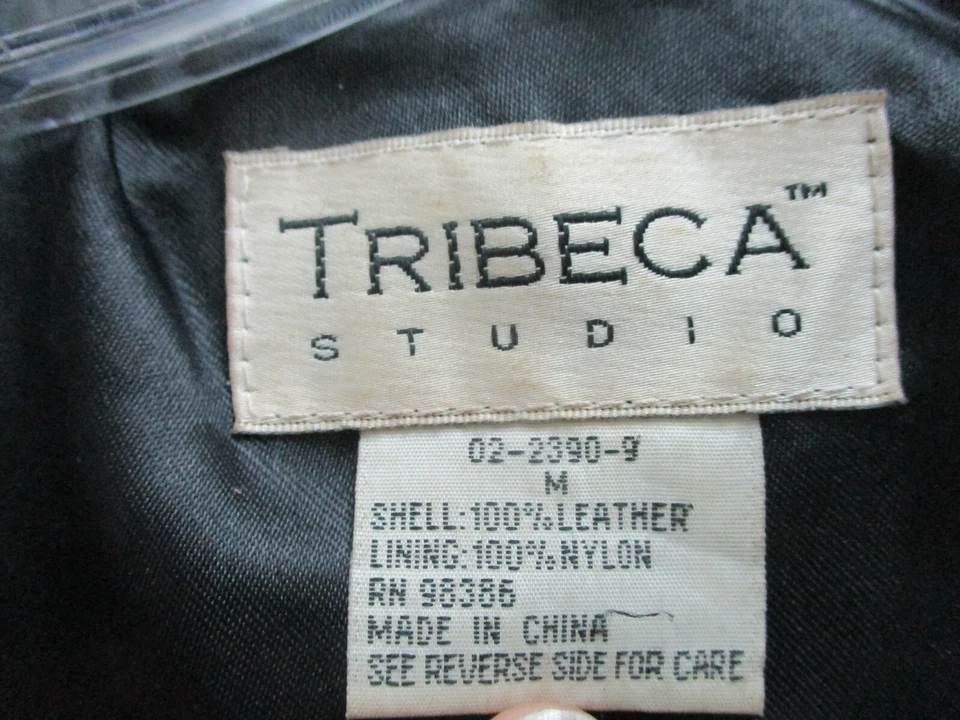 TRIBECA™
STUDIO
02-2390-9
M
SHELL:100%LEATHER
LINING:100%NYLON
RN 98386
MADE IN CHINA
SEE REVERSE SIDE FOR CARE